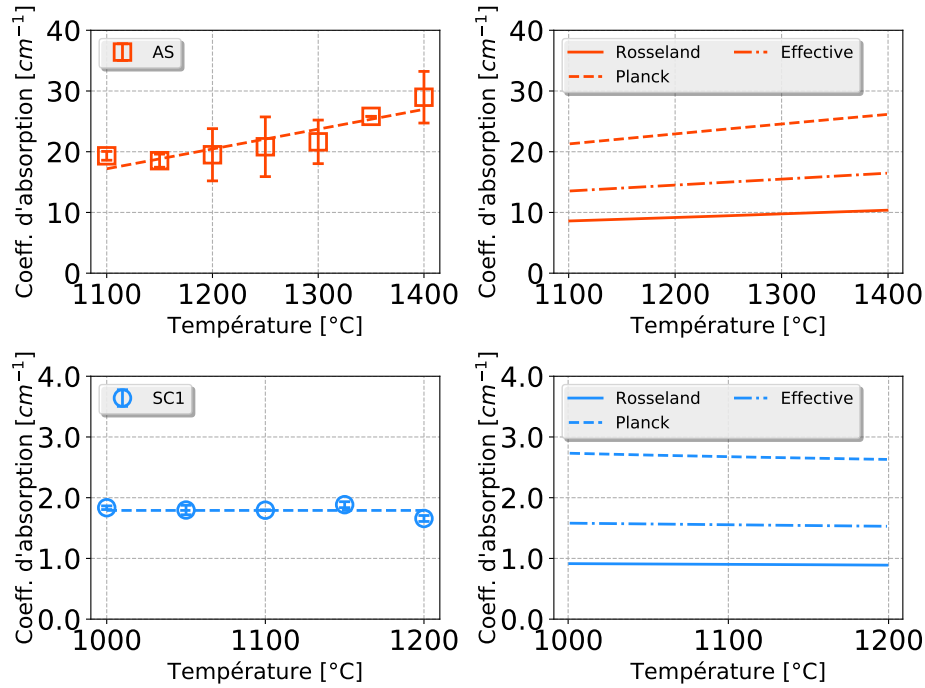 Coeff. d'absorption [cm⁻¹]
40
30
20
10
0
AS
1100
1200
1300
1400
Température [°C]
Coeff. d'absorption [cm⁻¹]
40
30
20
10
0
Rosseland
Planck
Effective
1100
1200
1300
1400
Température [°C]
Coeff. d'absorption [cm⁻¹]
4.0
3.0
2.0
1.0
0.0
SC1
1000
1100
1200
Température [°C]
Coeff. d'absorption [cm⁻¹]
4.0
3.0
2.0
1.0
0.0
Rosseland
Planck
Effective
1000
1100
1200
Température [°C]